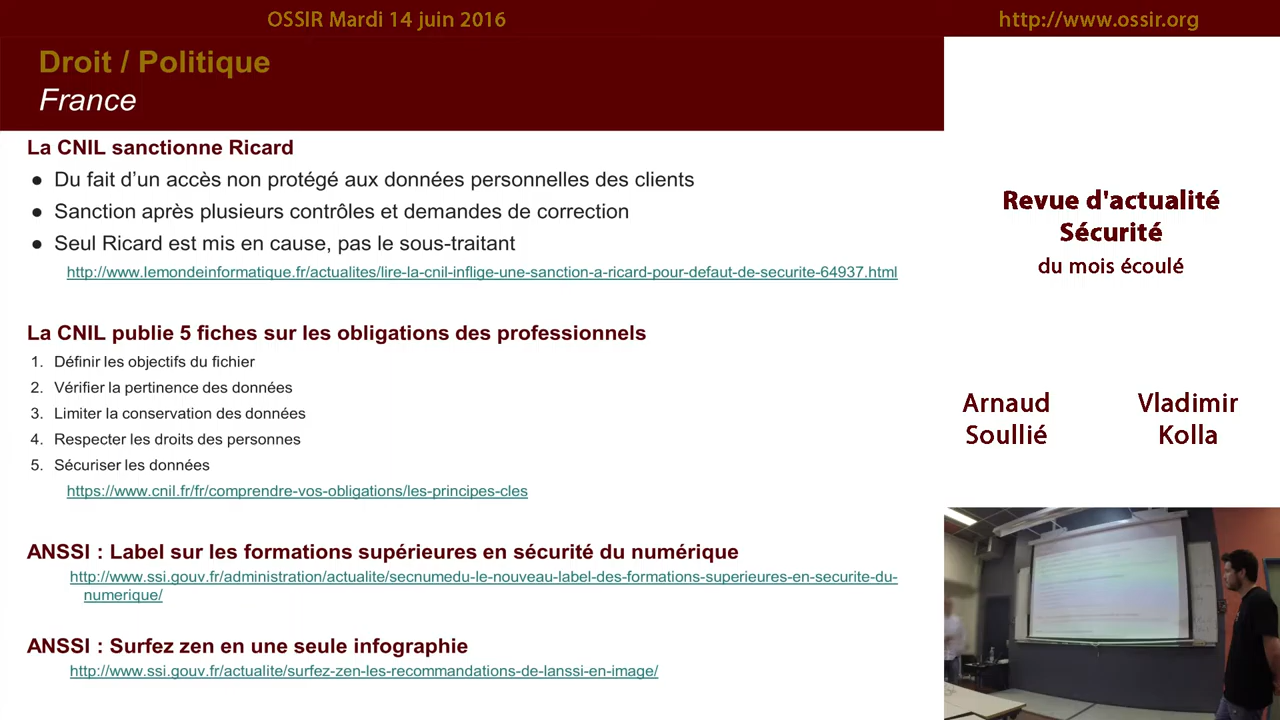 OSSIR Mardi 14 juin 2016
http://www.ossir.org
Droit / Politique
France
La CNIL sanctionne Ricard
● Du fait d’un accès non protégé aux données personnelles des clients
● Sanction après plusieurs contrôles et demandes de correction
● Seul Ricard est mis en cause, pas le sous-traitant
http://www.lemondeinformatique.fr/actualites/lire-la-cnil-inflige-une-sanction-a-ricard-pour-defaut-de-securite-64937.html
La CNIL publie 5 fiches sur les obligations des professionnels
1. Définir les objectifs du fichier
2. Vérifier la pertinence des données
3. Limiter la conservation des données
4. Respecter les droits des personnes
5. Sécuriser les données
https://www.cnil.fr/fr/comprendre-vos-obligations/les-principes-cles
ANSSI : Label sur les formations supérieures en sécurité du numérique
http://www.ssi.gouv.fr/administration/actualite/secnumedu-le-nouveau-label-des-formations-superieures-en-securite-du-
numerique/
ANSSI : Surfez zen en une seule infographie
http://www.ssi.gouv.fr/actualite/surfez-zen-les-recommandations-de-lanssi-en-image/
Revue d'actualité
Sécurité
du mois écoulé
Arnaud
Soullié
Vladimir
Kolla